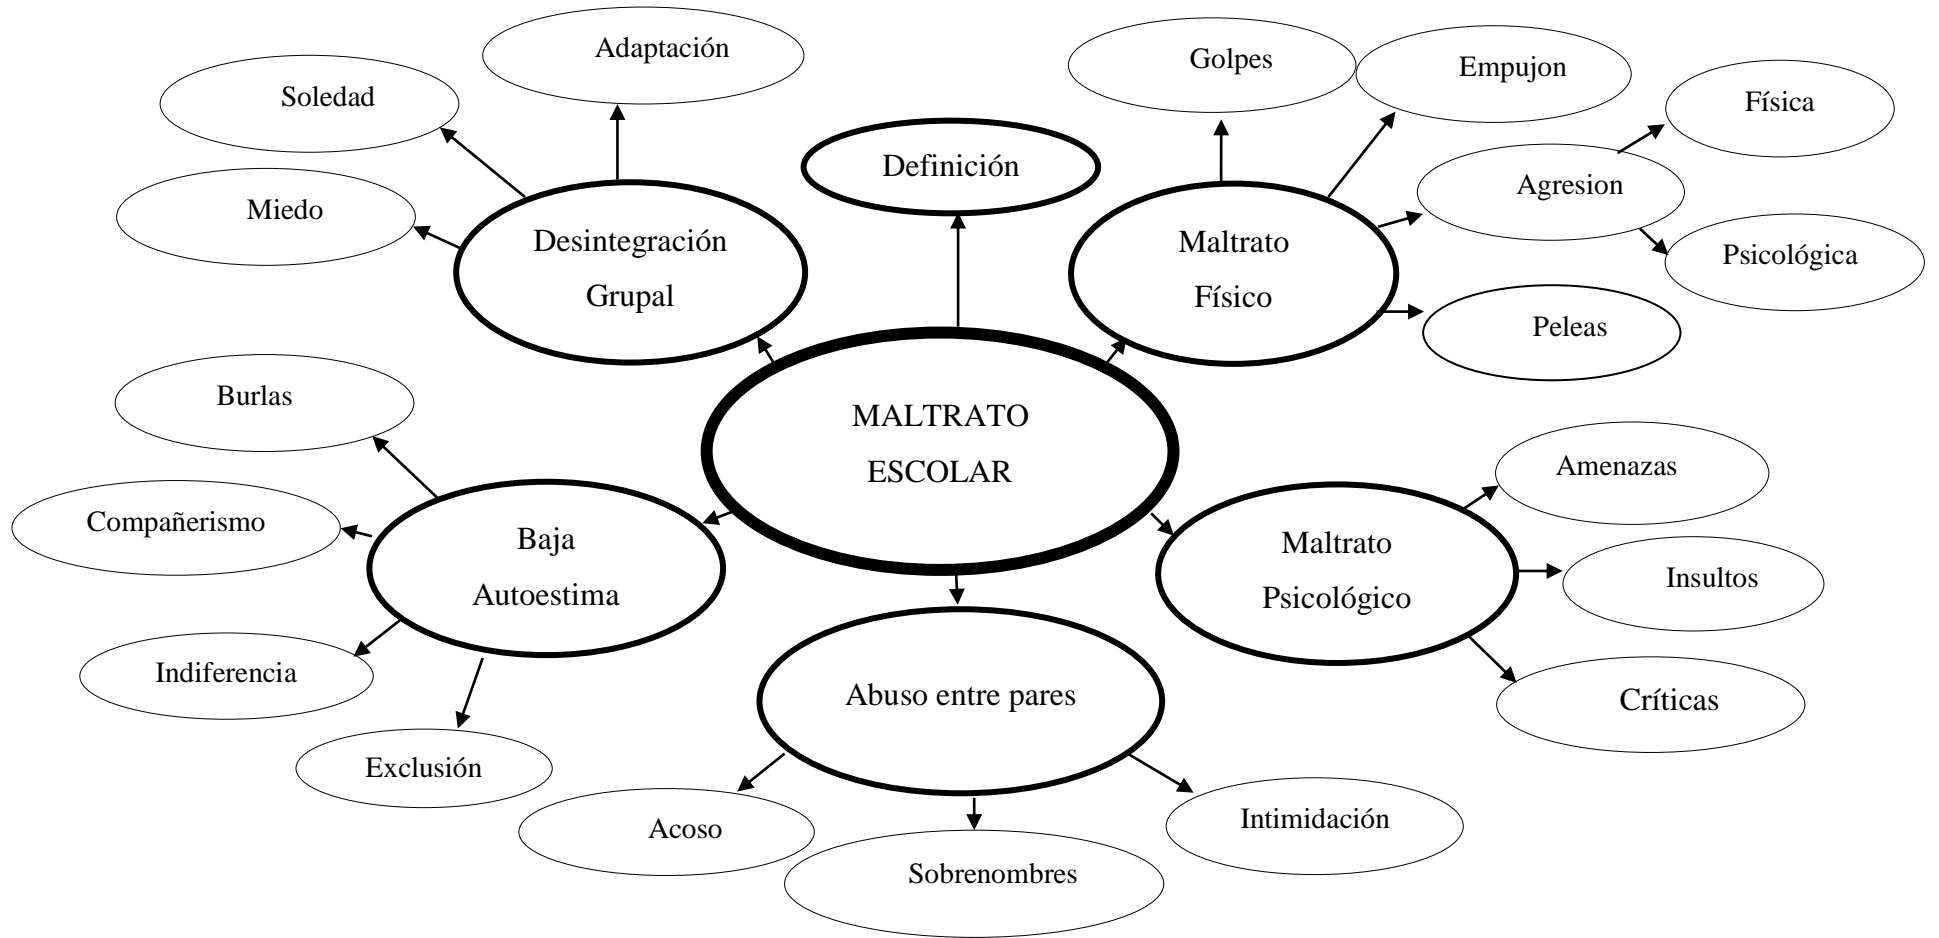 Adaptación
Soledad
Miedo
Desintegración
Grupal
Definición
Golpes
Empujon
Física
Agresion
Psicológica
Maltrato
Físico
Peleas
MALTRATO
ESCOLAR
Burlas
Compañerismo
Baja
Autoestima
Indiferencia
Exclusión
Amenazas
Maltrato
Psicológico
Insultos
Críticas
Abuso entre pares
Acoso
Sobrenombres
Intimidación